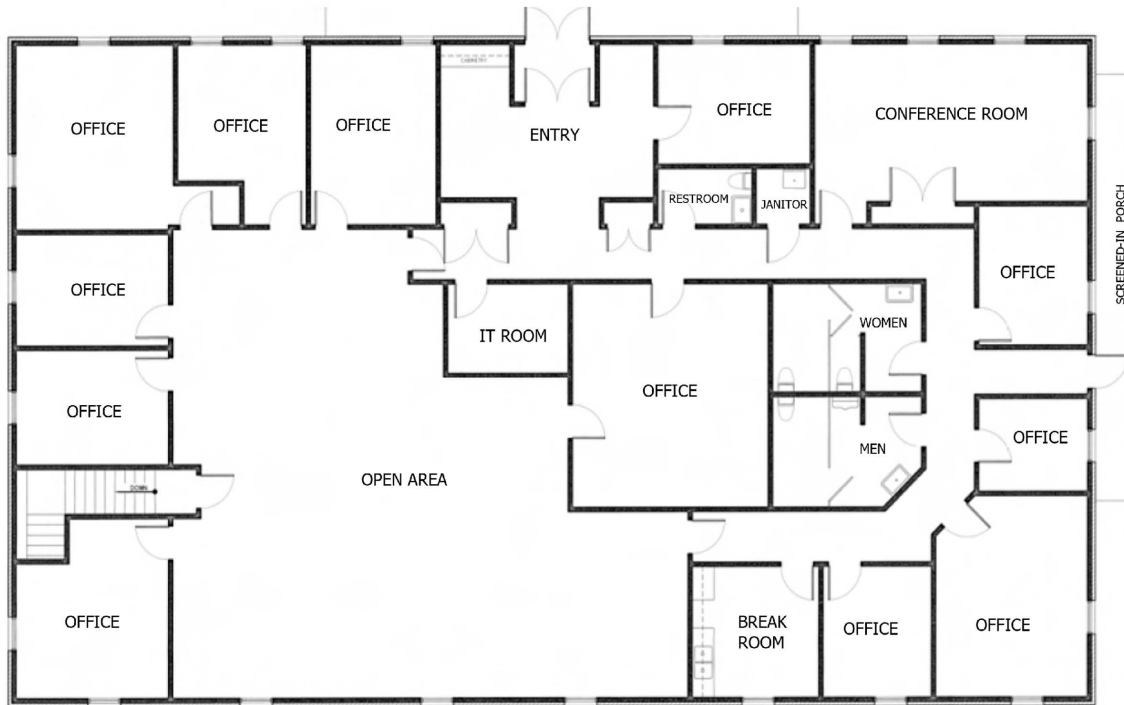 CABINETRY
OFFICE
OFFICE
OFFICE
ENTRY
OFFICE
CONFERENCE ROOM
RESTROOM
JANITOR
SCREENED-IN PORCH
OFFICE
OFFICE
IT ROOM
WOMEN
OFFICE
OFFICE
OFFICE
MEN
OPEN AREA
DOWN
OFFICE
BREAK
ROOM
OFFICE
OFFICE